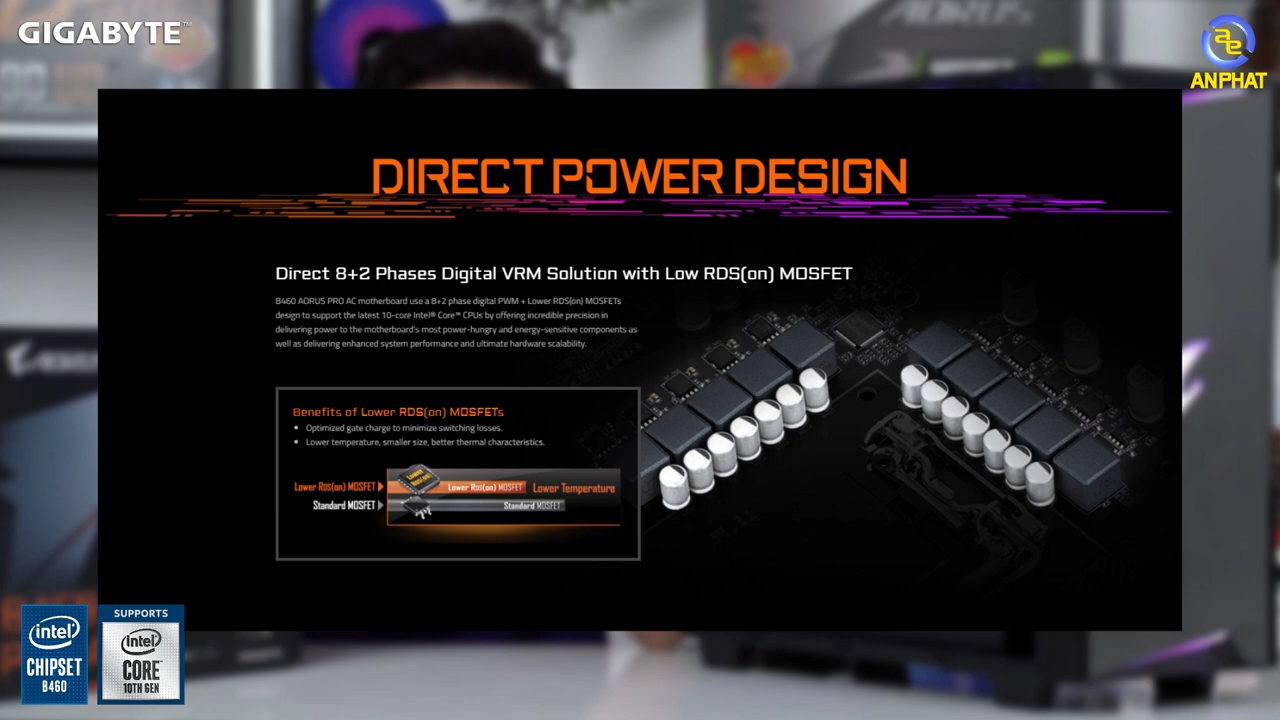 GIGABYTE™
ae
ANPHAT
AORUS
DIRECT POWER DESIGN
Direct 8+2 Phases Digital VRM Solution with Low RDS(on) MOSFET
B460 AORUS PRO AC motherboard use a 8+2 phase digital PWM + Lower RDS(on) MOSFETs
design to support the latest 10-core Intel® Core™ CPUs by offering incredible precision in
delivering power to the motherboard's most power-hungry and energy-sensitive components as
well as delivering enhanced system performance and ultimate hardware scalability.
Benefits of Lower RDS(on) MOSFETs
• Optimized gate charge to minimize switching losses.
• Lower temperature, smaller size, better thermal characteristics.
Lower RDS(on) MOSFET
Lower RDS(on) MOSFET
Lower Temperature
Standard MOSFET
Standard MOSFET
intel
CHIPSET
B460
SUPPORTS
intel
CORE™
10TH GEN